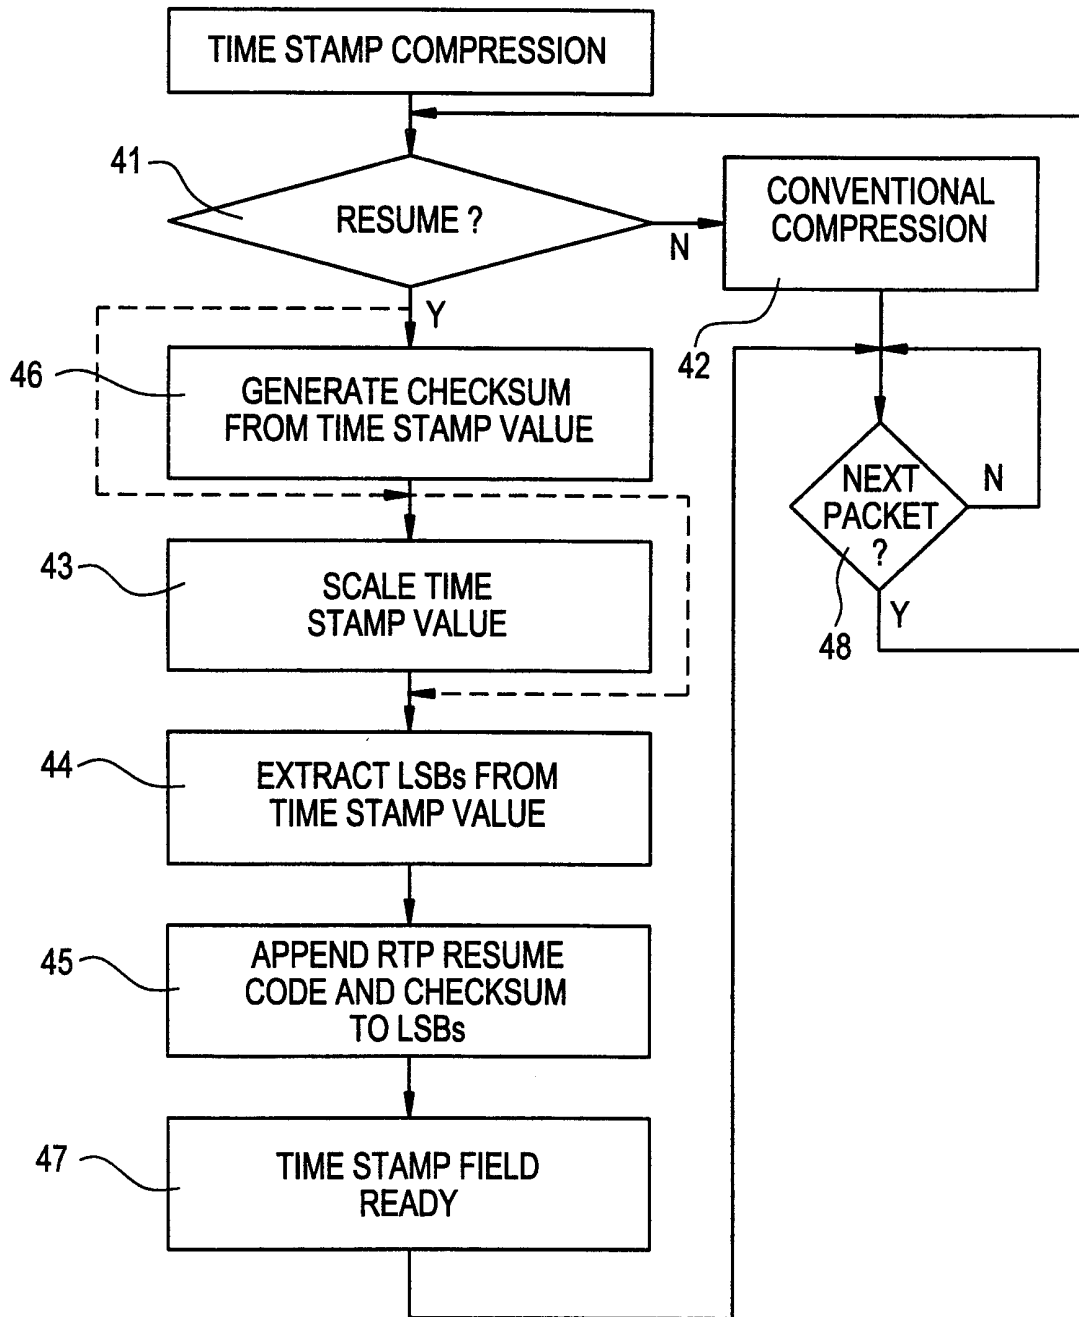 TIME STAMP COMPRESSION
41
RESUME ?
N
CONVENTIONAL
COMPRESSION
42
Y
46
GENERATE CHECKSUM
FROM TIME STAMP VALUE
NEXT
PACKET
?
N
48
Y
43
SCALE TIME
STAMP VALUE
44
EXTRACT LSBs FROM
TIME STAMP VALUE
45
APPEND RTP RESUME
CODE AND CHECKSUM
TO LSBs
47
TIME STAMP FIELD
READY